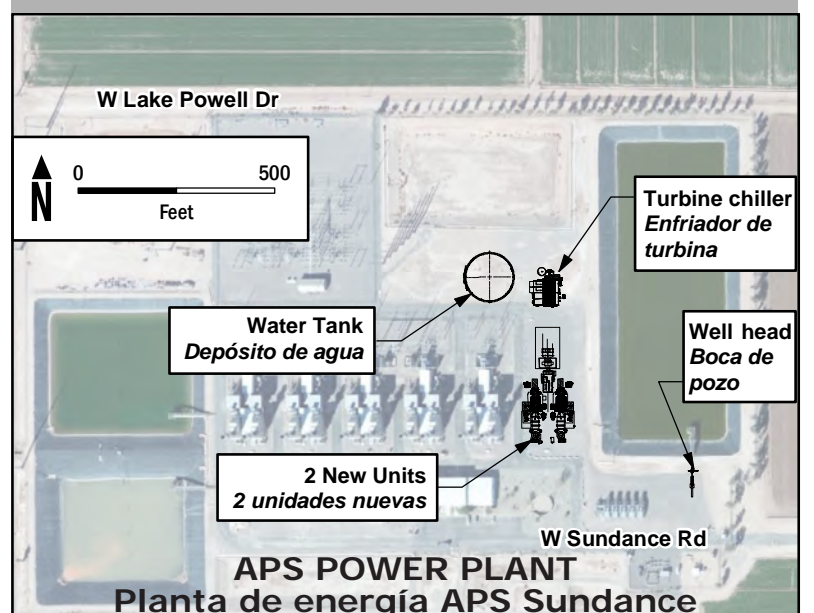 W Lake Powell Dr
0 500
N
Feet
Turbine chiller
Enfriador de
turbina
Water Tank
Depósito de agua
Well head
Boca de
pozo
2 New Units
2 unidades nuevas
W Sundance Rd
APS POWER PLANT
Planta de energía APS Sundance